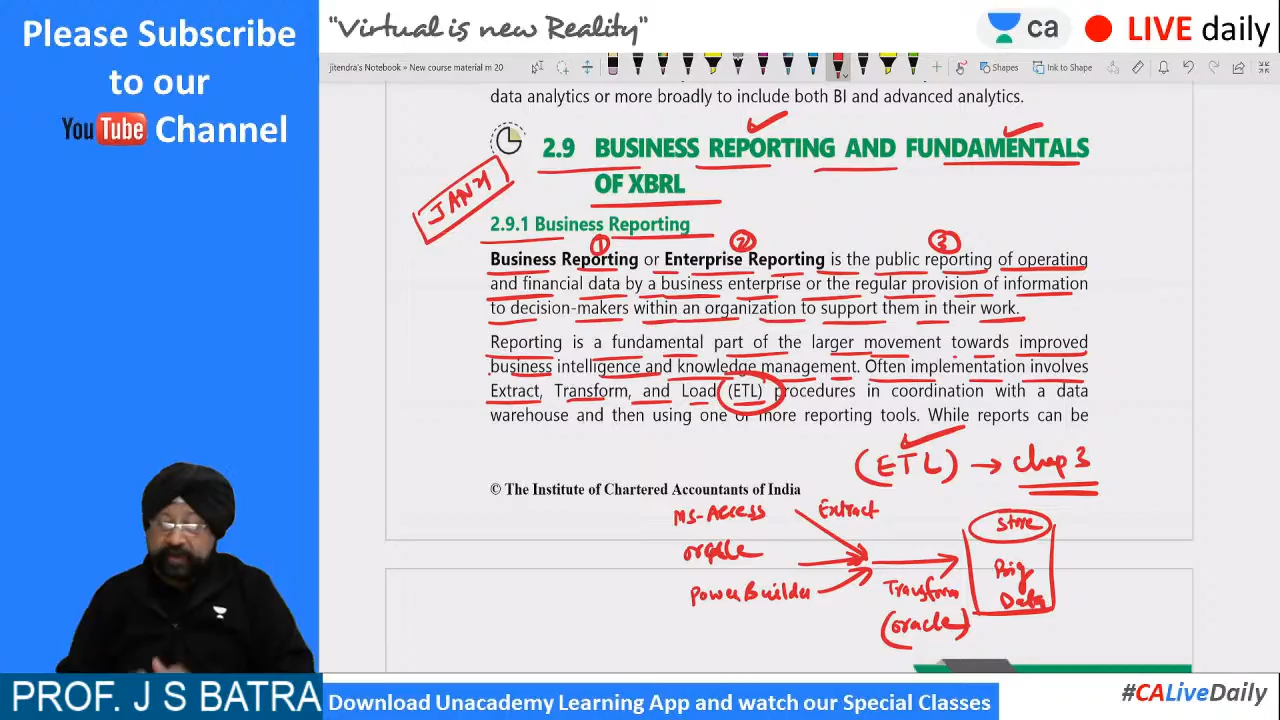 Please Subscribe
to our
YouTube Channel
"Virtual is new Reality"
ca
LIVE daily
jitendra's Notebook » New course material m 20
Shapes
Ink to Shape
data analytics or more broadly to include both BI and advanced analytics.
2.9 BUSINESS REPORTING AND FUNDAMENTALS
OF XBRL
2.9.1 Business Reporting
1 2 3
Business Reporting or Enterprise Reporting is the public reporting of operating
and financial data by a business enterprise or the regular provision of information
to decision-makers within an organization to support them in their work.
Reporting is a fundamental part of the larger movement towards improved
business intelligence and knowledge management. Often implementation involves
Extract, Transform, and Load (ETL) procedures in coordination with a data
warehouse and then using one or more reporting tools. While reports can be
(ETL) → chap 3
© The Institute of Chartered Accountants of India
MS-Access
Extract
Store
PowerBuilder
Big
Data
Transform
(oracle)
PROF. J S BATRA
Download Unacademy Learning App and watch our Special Classes
#CALiveDaily